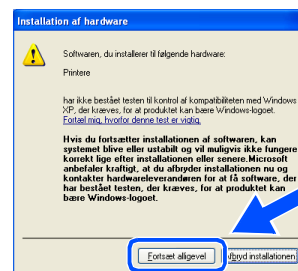 Installation af hardware
Softwaren, du installerer til følgende hardware:
Printere
har ikke bestået testen til kontrol af kompatibiliteten med Windows
XP, der kræves, for at produktet kan bære Windows-logoet.
Fortæl mig, hvorfor denne test er vigtig.
Hvis du fortsætter installationen af softwaren, kan
systemet blive eller ustabilt og vil muligvis ikke fungere
korrekt lige efter installationen eller senere.Microsoft
anbefaler kraftigt, at du afbryder installationen nu og
kontakter hardwareleverandøren for at få software, der
har bestået testen, der kræves, for at produktet kan
bære Windows-logoet.
Fortsæt alligevel
Afbryd installationen